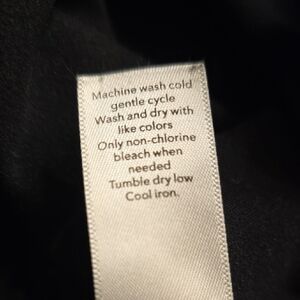 Machine wash cold
gentle cycle
Wash and dry with
like colors
Only non-chlorine
bleach when
needed
Tumble dry low
Cool iron.